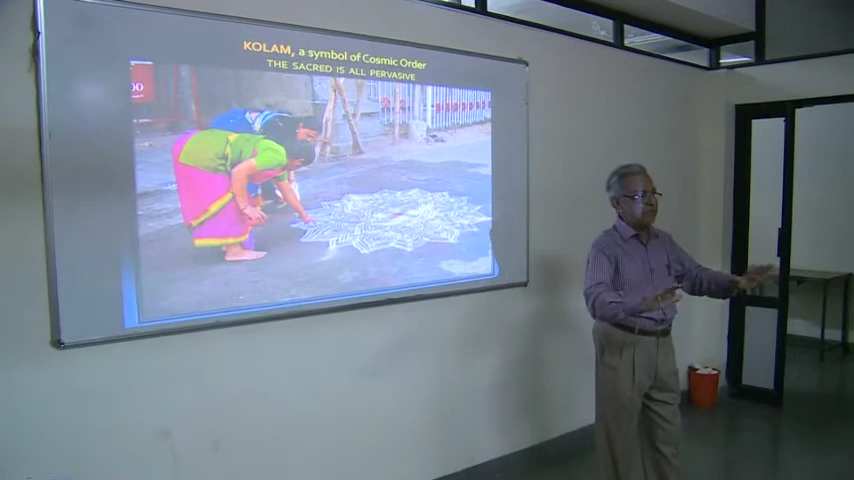 KOLAM, a symbol of Cosmic Order
THE SACRED IS ALL PERVASIVE